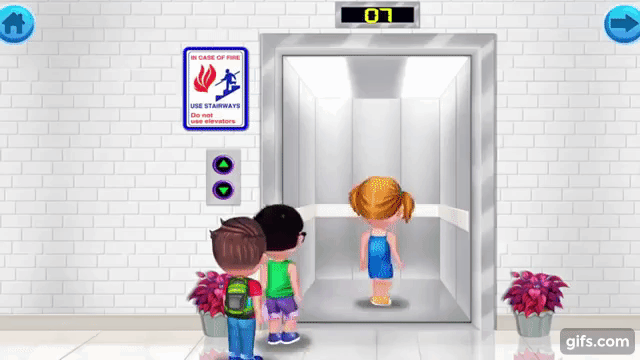 07
IN CASE OF FIRE
USE STAIRWAYS
Do not
use elevators
gifs.com